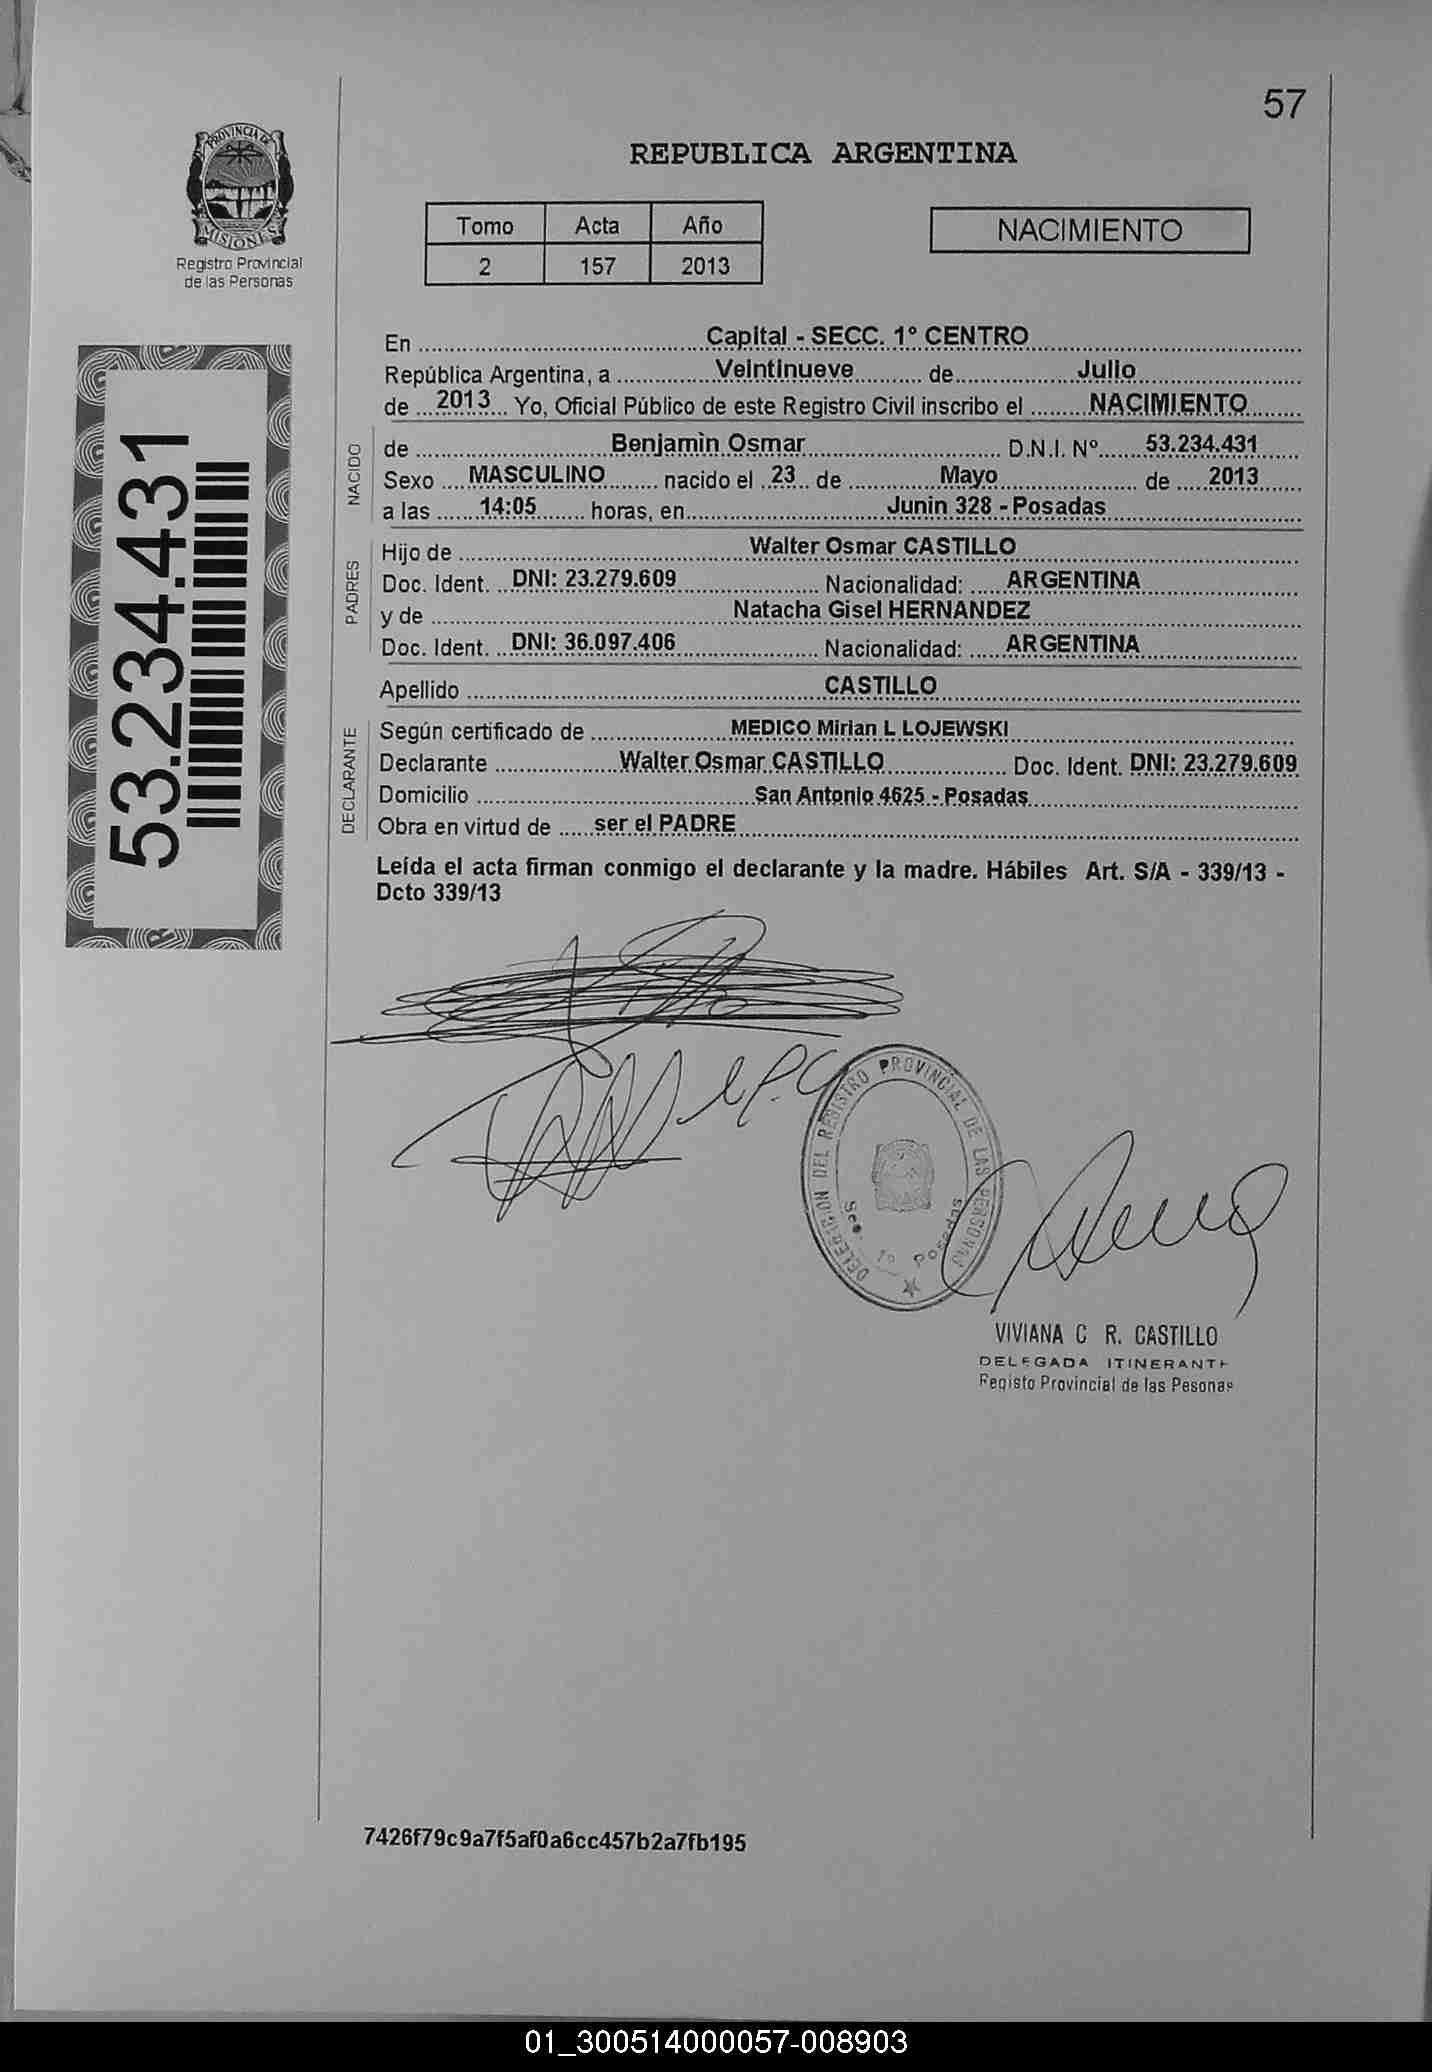 57
PROVINCIA DE
MISIONES
Registro Provincial
de las Personas
REPUBLICA ARGENTINA
Tomo Acta Año
2 157 2013
NACIMIENTO
53.234.431
En Capital - SECC. 1º CENTRO
República Argentina, a Veintinueve de Julio
de 2013 Yo, Oficial Público de este Registro Civil inscribo el NACIMIENTO
NACIDO
de Benjamìn Osmar D.N.I. Nº 53.234.431
Sexo MASCULINO nacido el 23 de Mayo de 2013
a las 14:05 horas, en Junin 328 - Posadas
PADRES
Hijo de Walter Osmar CASTILLO
Doc. Ident. DNI: 23.279.609 Nacionalidad: ARGENTINA
y de Natacha Gisel HERNANDEZ
Doc. Ident. DNI: 36.097.406 Nacionalidad: ARGENTINA
Apellido CASTILLO
DECLARANTE
Según certificado de MEDICO Mirian L LOJEWSKI
Declarante Walter Osmar CASTILLO Doc. Ident. DNI: 23.279.609
Domicilio San Antonio 4625 - Posadas
Obra en virtud de ser el PADRE
Leída el acta firman conmigo el declarante y la madre. Hábiles Art. S/A - 339/13 -
Dcto 339/13
DELEGACION DEL REGISTRO PROVINCIAL DE LAS PERSONAS
Sec. 1º Posadas
VIVIANA C R. CASTILLO
DELEGADA ITINERANTE
Registo Provincial de las Pesonas
7426f79c9a7f5af0a6cc457b2a7fb195
01_300514000057-008903